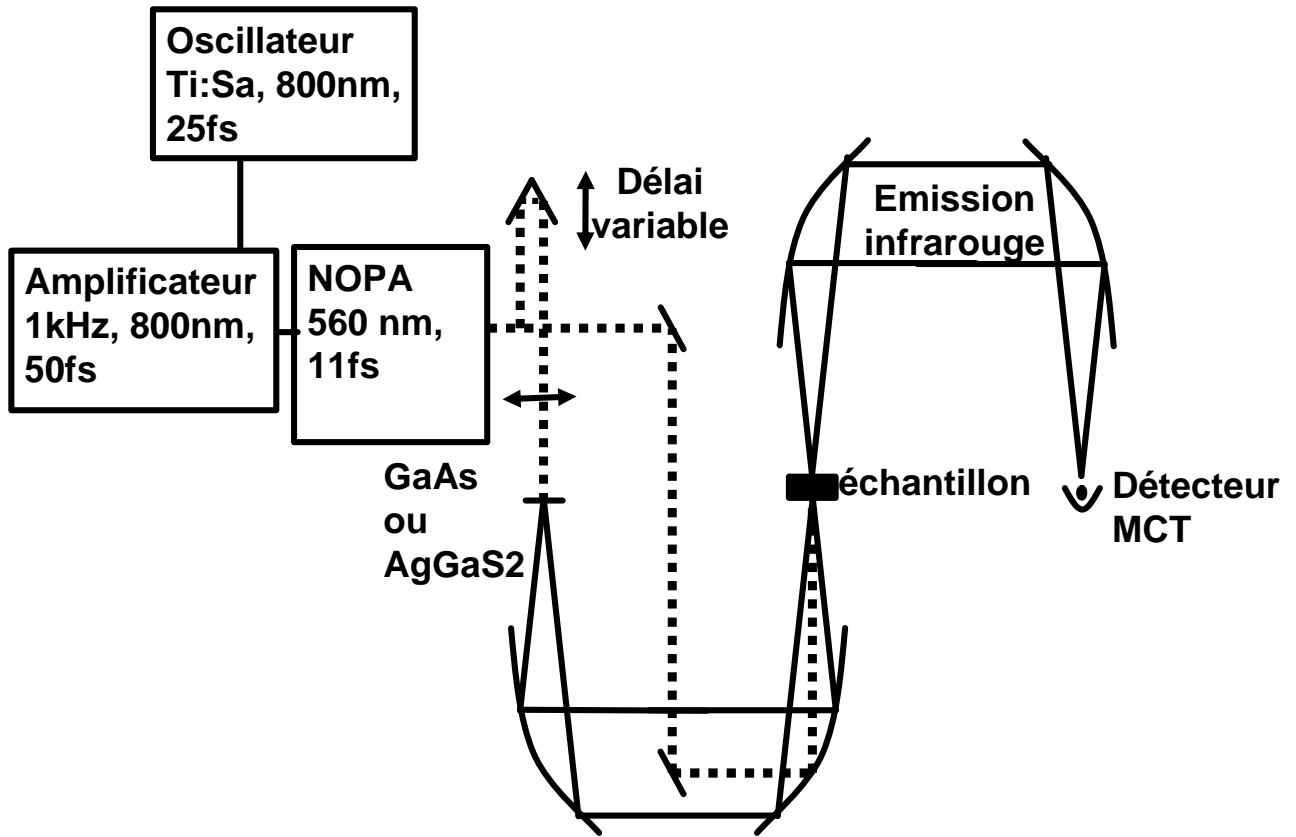 Oscillateur
Ti:Sa, 800nm,
25fs
Délai
variable
Emission
infrarouge
Amplificateur
1kHz, 800nm,
50fs
NOPA
560 nm,
11fs
GaAs
ou
AgGaS2
échantillon
Détecteur
MCT